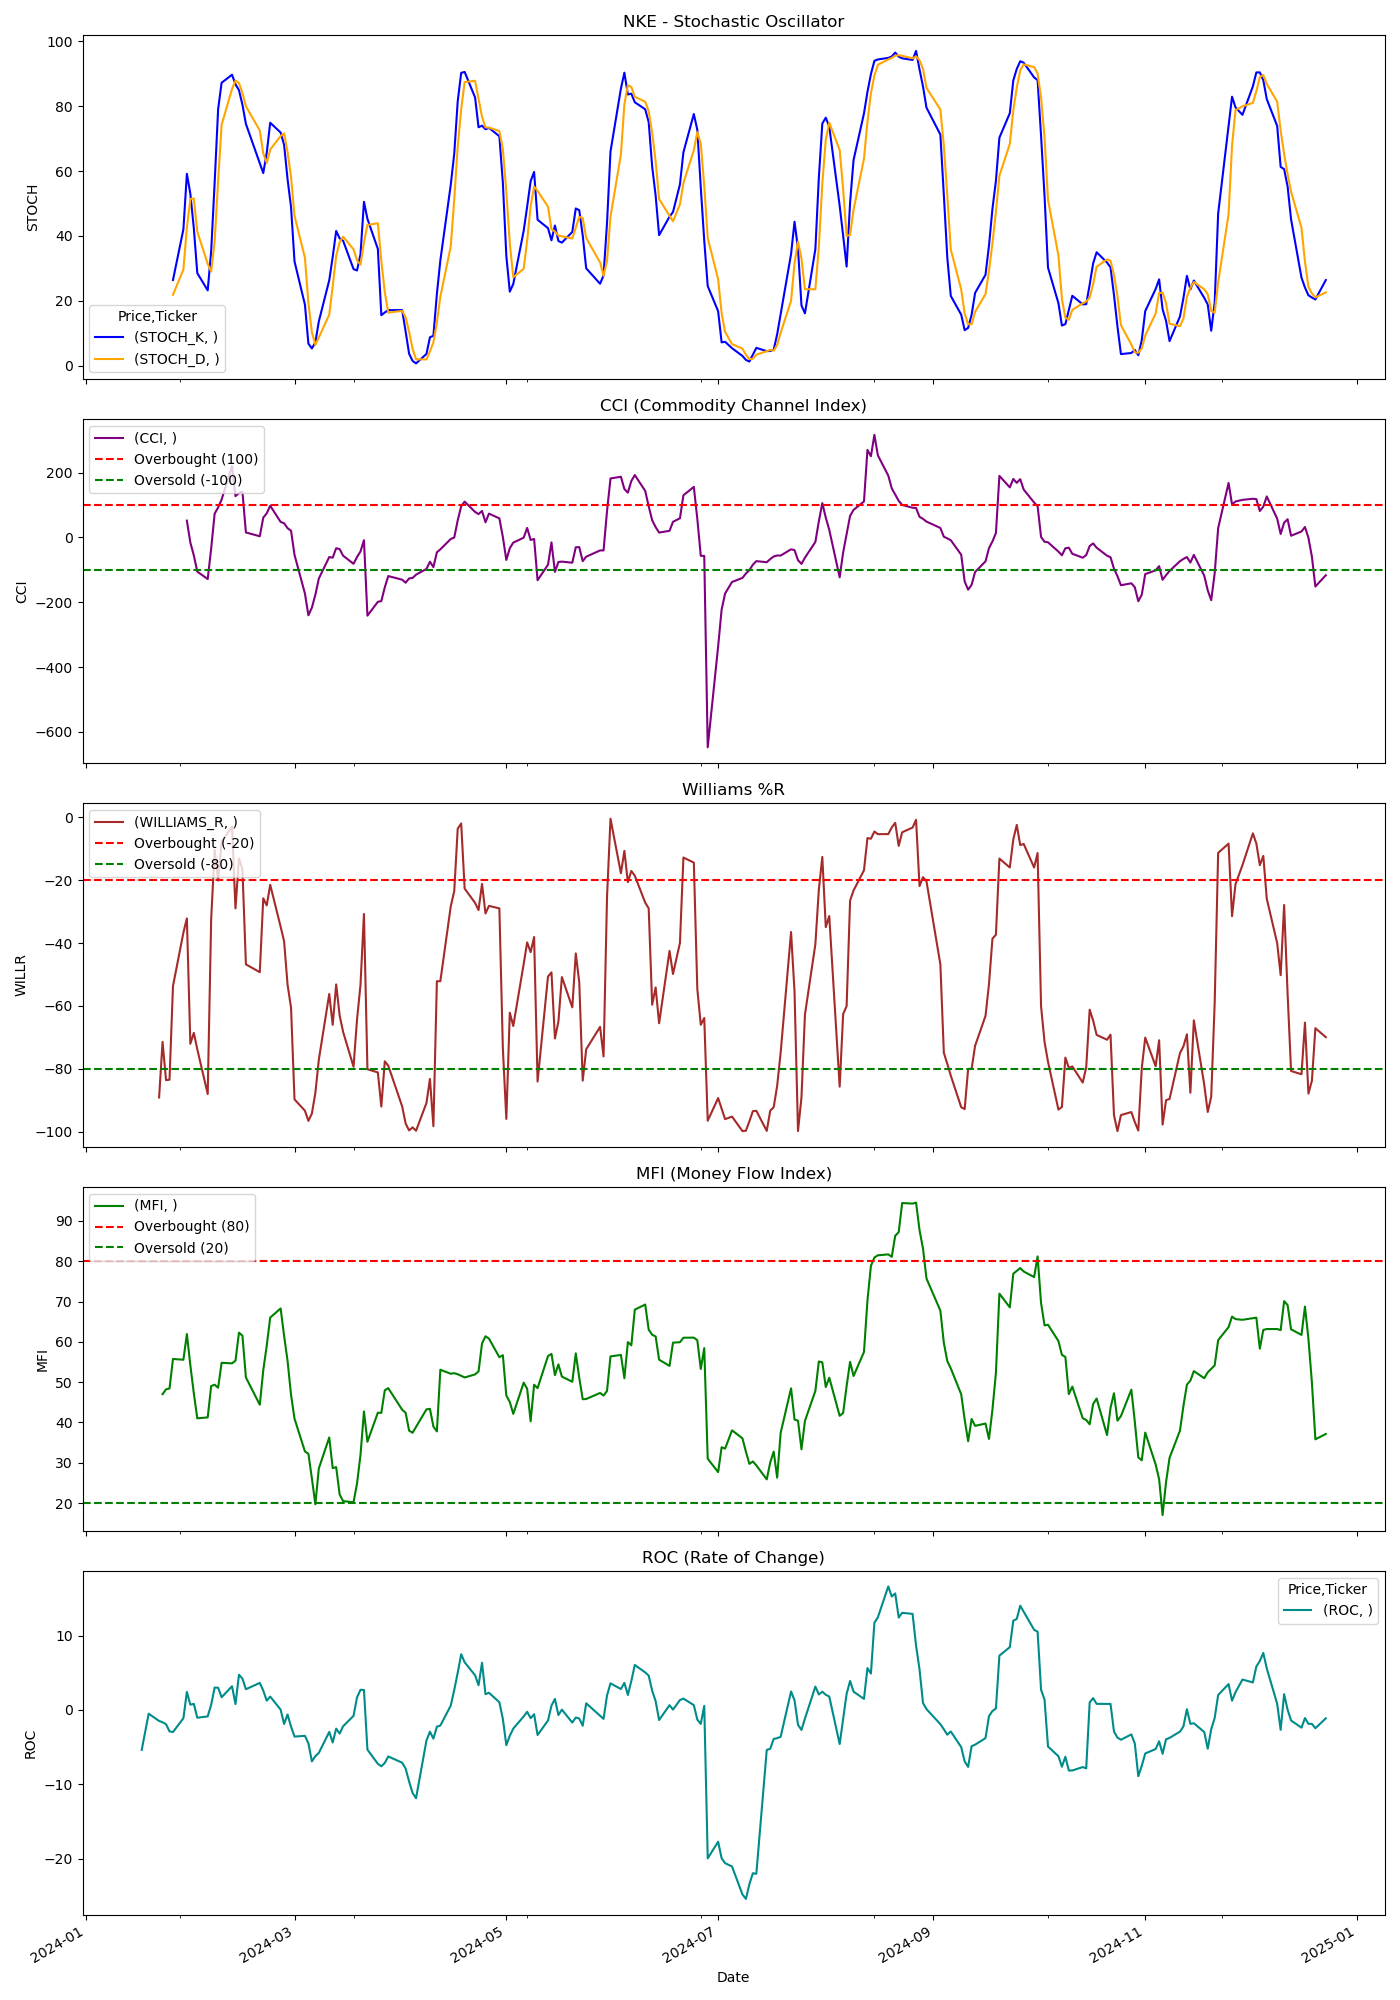 NKE - Stochastic Oscillator
100
80
60
40
20
0
STOCH
Price,Ticker
(STOCH_K, )
(STOCH_D, )
CCI (Commodity Channel Index)
200
0
−200
−400
−600
CCI
(CCI, )
Overbought (100)
Oversold (-100)
Williams %R
0
−20
−40
−60
−80
−100
WILLR
(WILLIAMS_R, )
Overbought (-20)
Oversold (-80)
MFI (Money Flow Index)
90
80
70
60
50
40
30
20
MFI
(MFI, )
Overbought (80)
Oversold (20)
ROC (Rate of Change)
10
0
−10
−20
ROC
Price,Ticker
(ROC, )
2024-01
2024-03
2024-05
2024-07
2024-09
2024-11
2025-01
Date